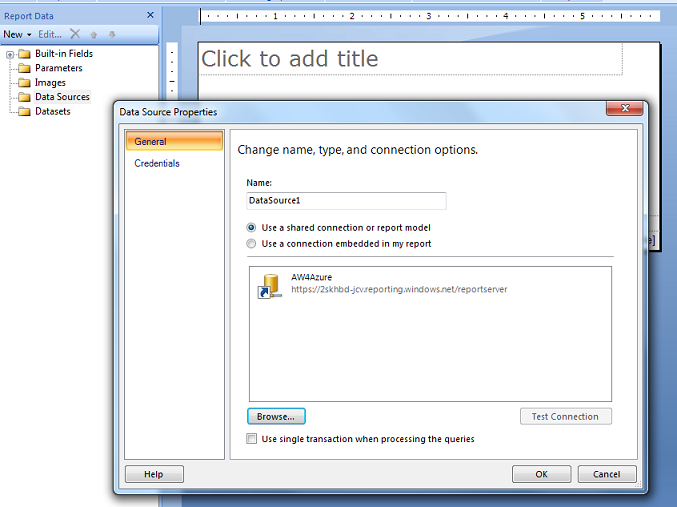 Report Data
New Edit...
Built-in Fields
Parameters
Images
Data Sources
Datasets
1 2 3 4 5
Click to add title
Data Source Properties
General
Credentials
Change name, type, and connection options.
Name:
DataSource1
Use a shared connection or report model
Use a connection embedded in my report
AW4Azure
https://2skhbd-jcv.reporting.windows.net/reportserver
Browse...
Test Connection
Use single transaction when processing the queries
Help
OK
Cancel